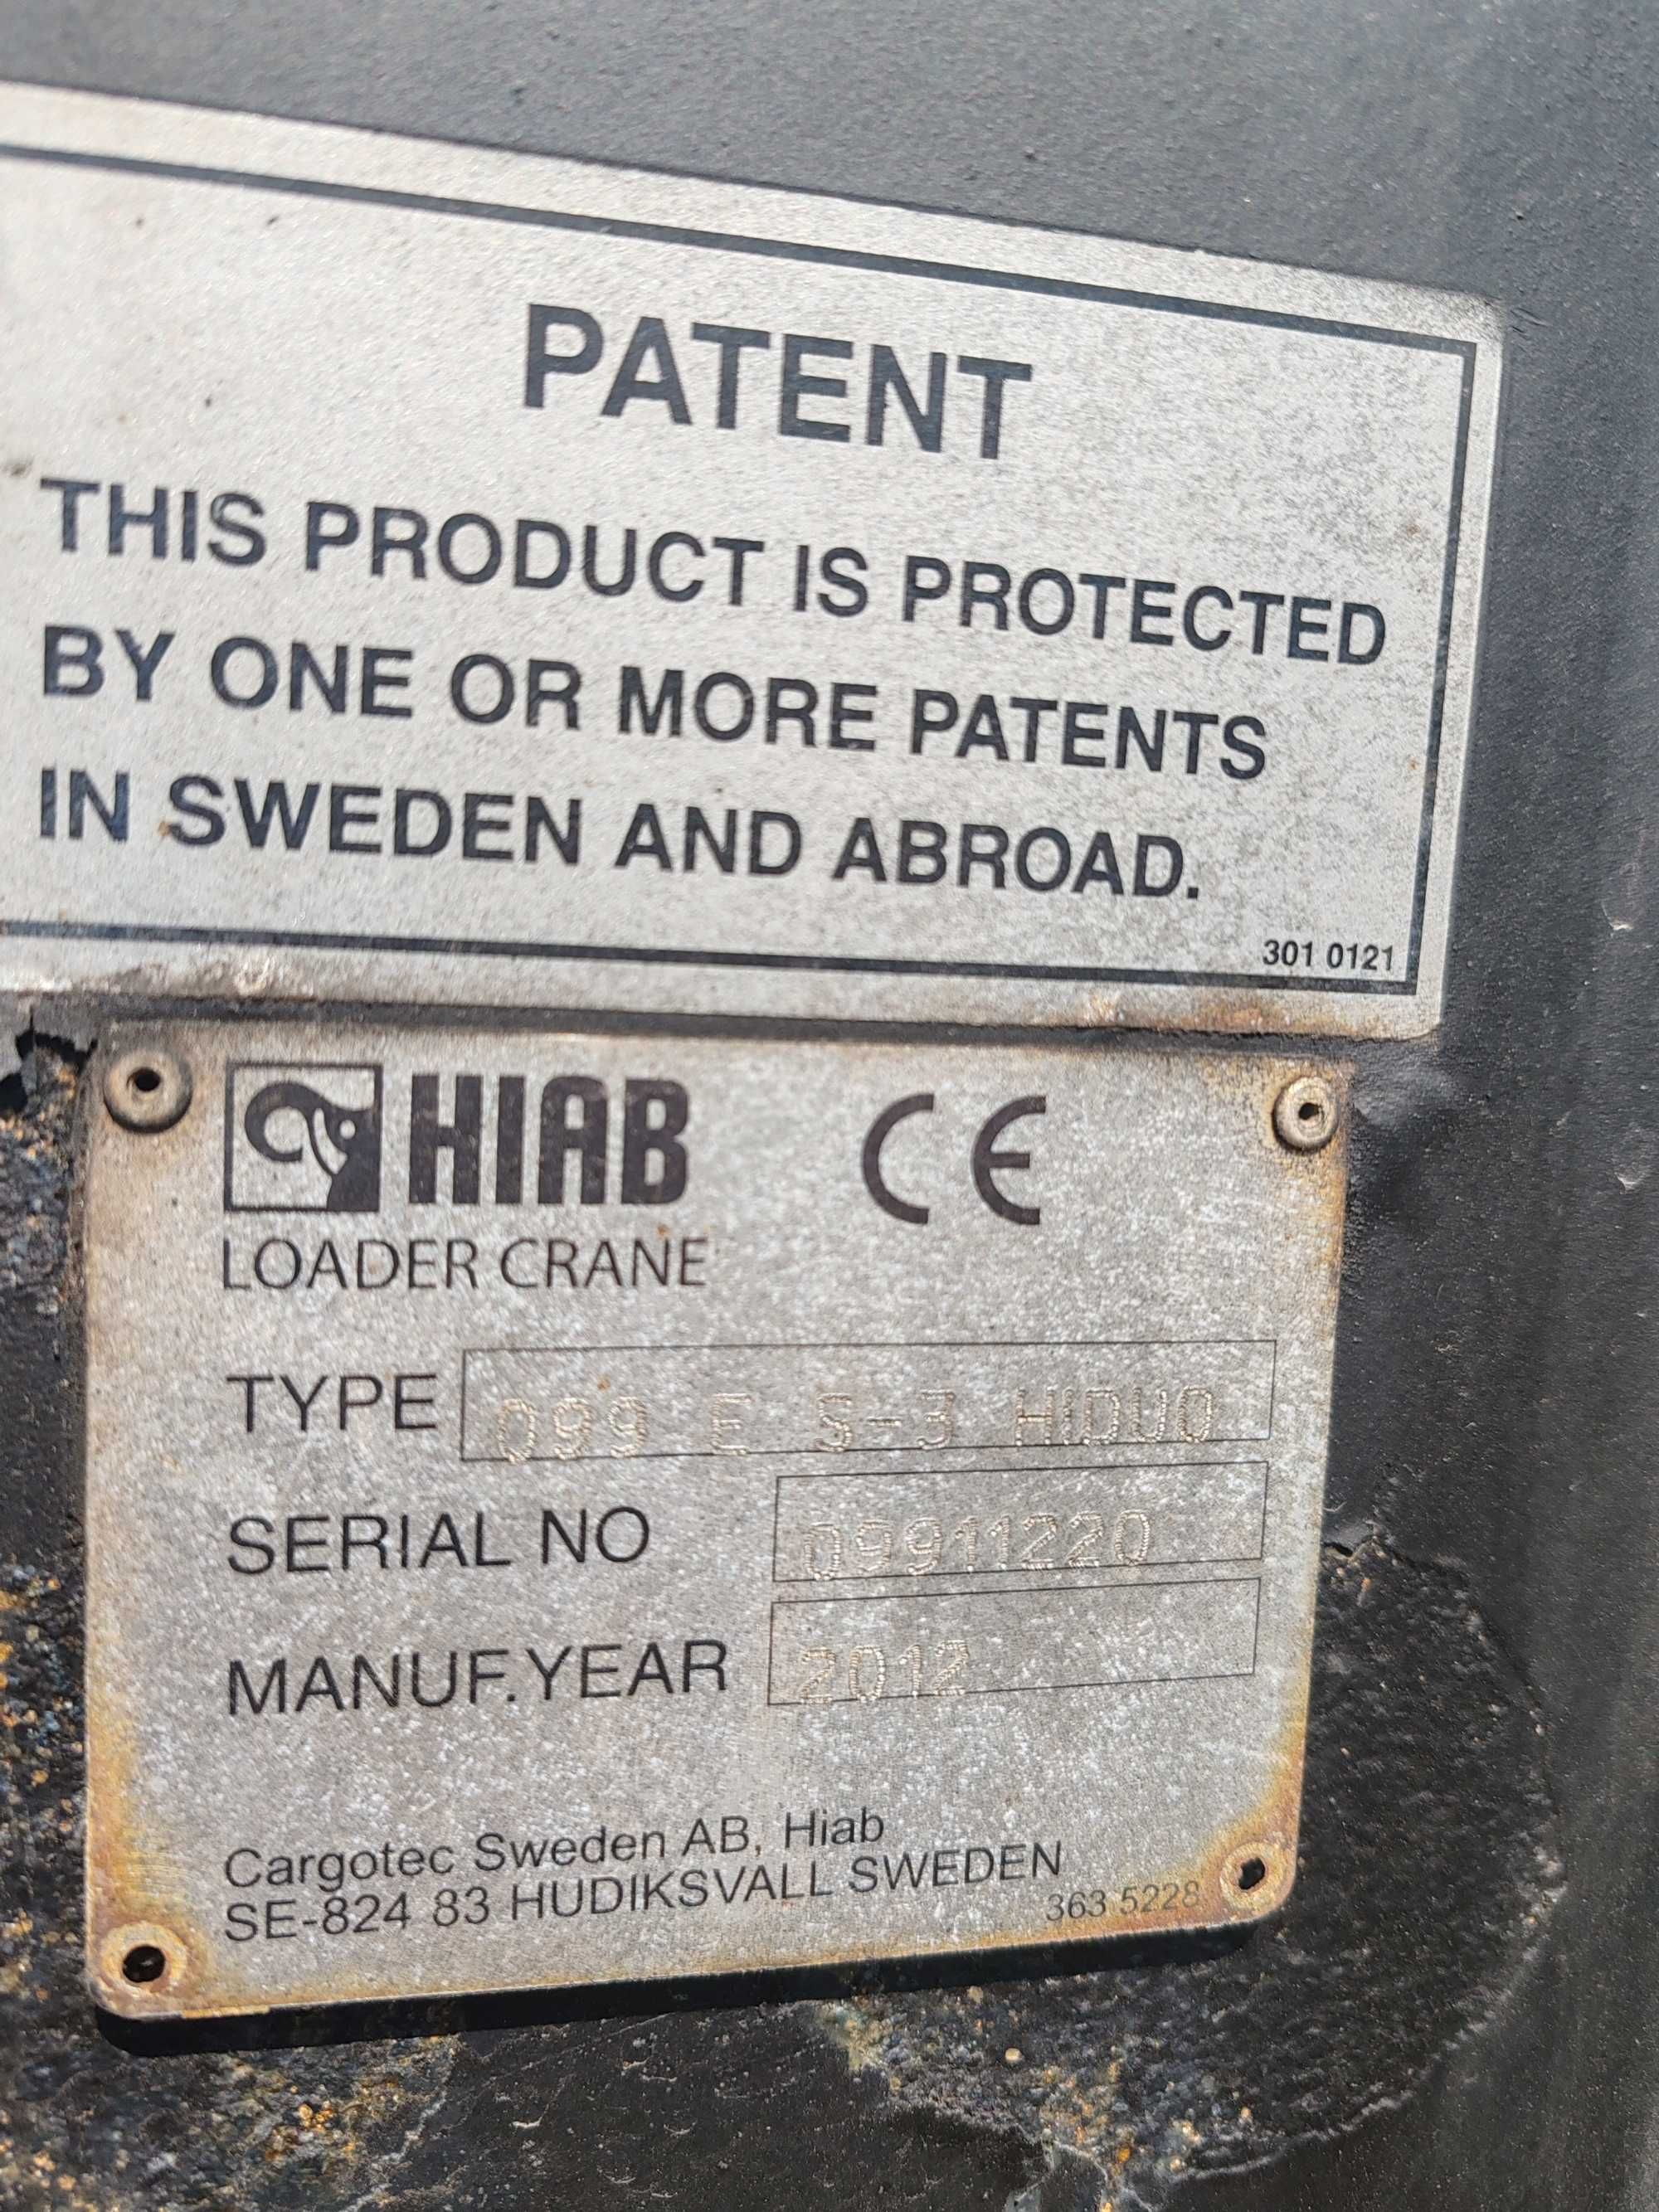 PATENT
THIS PRODUCT IS PROTECTED
BY ONE OR MORE PATENTS
IN SWEDEN AND ABROAD.
301 0121
HIAB CE
LOADER CRANE
TYPE 099 E S-3 HIDUO
SERIAL NO 09911220
MANUF.YEAR 2012
Cargotec Sweden AB, Hiab
SE-824 83 HUDIKSVALL SWEDEN
363 5228